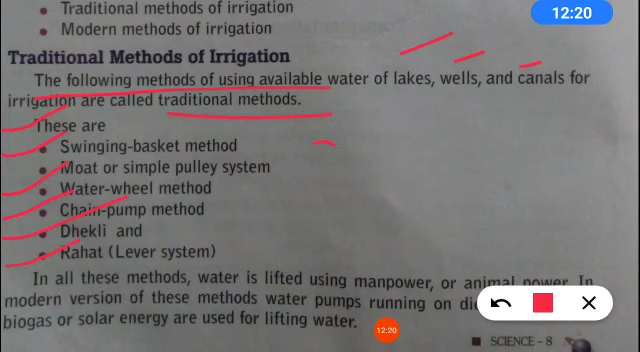 Traditional methods of irrigation
12:20
Modern methods of irrigation
Traditional Methods of Irrigation
The following methods of using available water of lakes, wells, and canals for
irrigation are called traditional methods.
These are
Swinging-basket method
Moat or simple pulley system
Water-wheel method
Chain-pump method
Dhekli and
Rahat (Lever system)
In all these methods, water is lifted using manpower, or animal power. In
modern version of these methods water pumps running on
biogas or solar energy are used for lifting water.
12:20
SCIENCE - 8